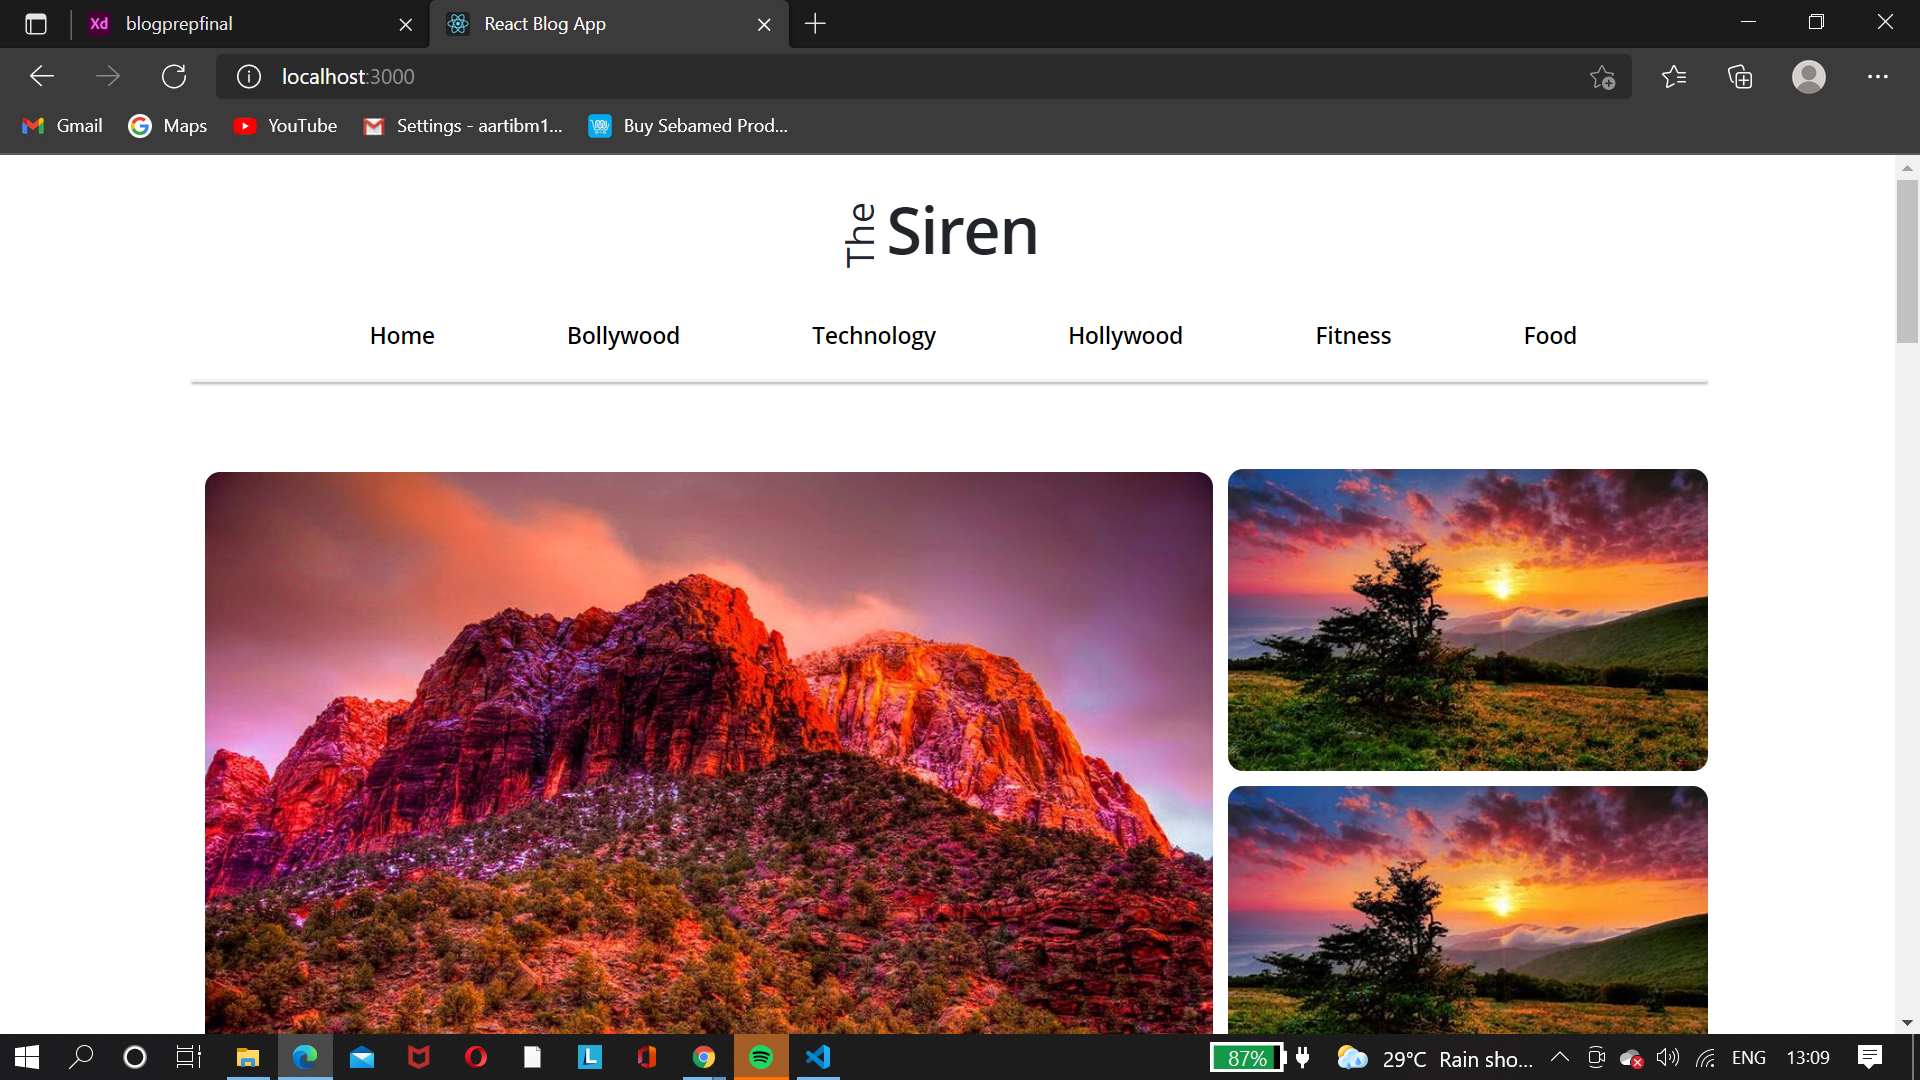 blogprepfinal
React Blog App
localhost:3000
Gmail
Maps
YouTube
Settings - aartibm1...
Buy Sebamed Prod...
The Siren
Home Bollywood Technology Hollywood Fitness Food
87%
29°C Rain sho...
ENG
13:09